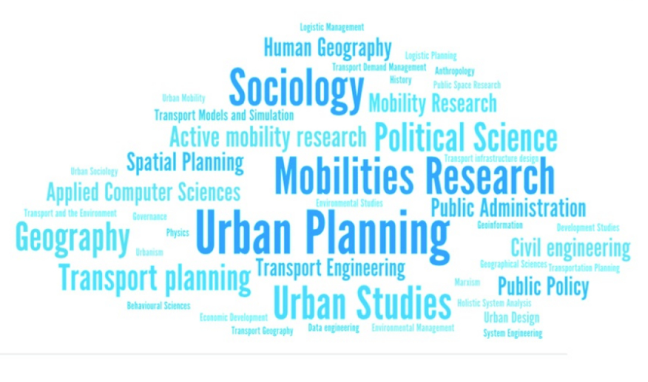 Logistic Management
Human Geography
Logistic Planning
Transport Demand Management
Anthropology
Sociology
History
Public Space Research
Urban Mobility
Mobility Research
Transport Models and Simulation
Active mobility research
Political Science
Spatial Planning
Transport infrastructure design
Urban Sociology
Mobilities Research
Applied Computer Sciences
Environmental Studies
Public Administration
Transport and the Environment
Governance
Urban Planning
Geoinformation
Development Studies
Physics
Geography
Civil engineering
Urbanism
Transport Engineering
Geographical Sciences
Transportation Planning
Transport planning
Marxism
Public Policy
Urban Studies
Behavioural Sciences
Holistic System Analysis
Economic Development
Urban Design
Transport Geography
Data engineering
Environmental Management
System Engineering